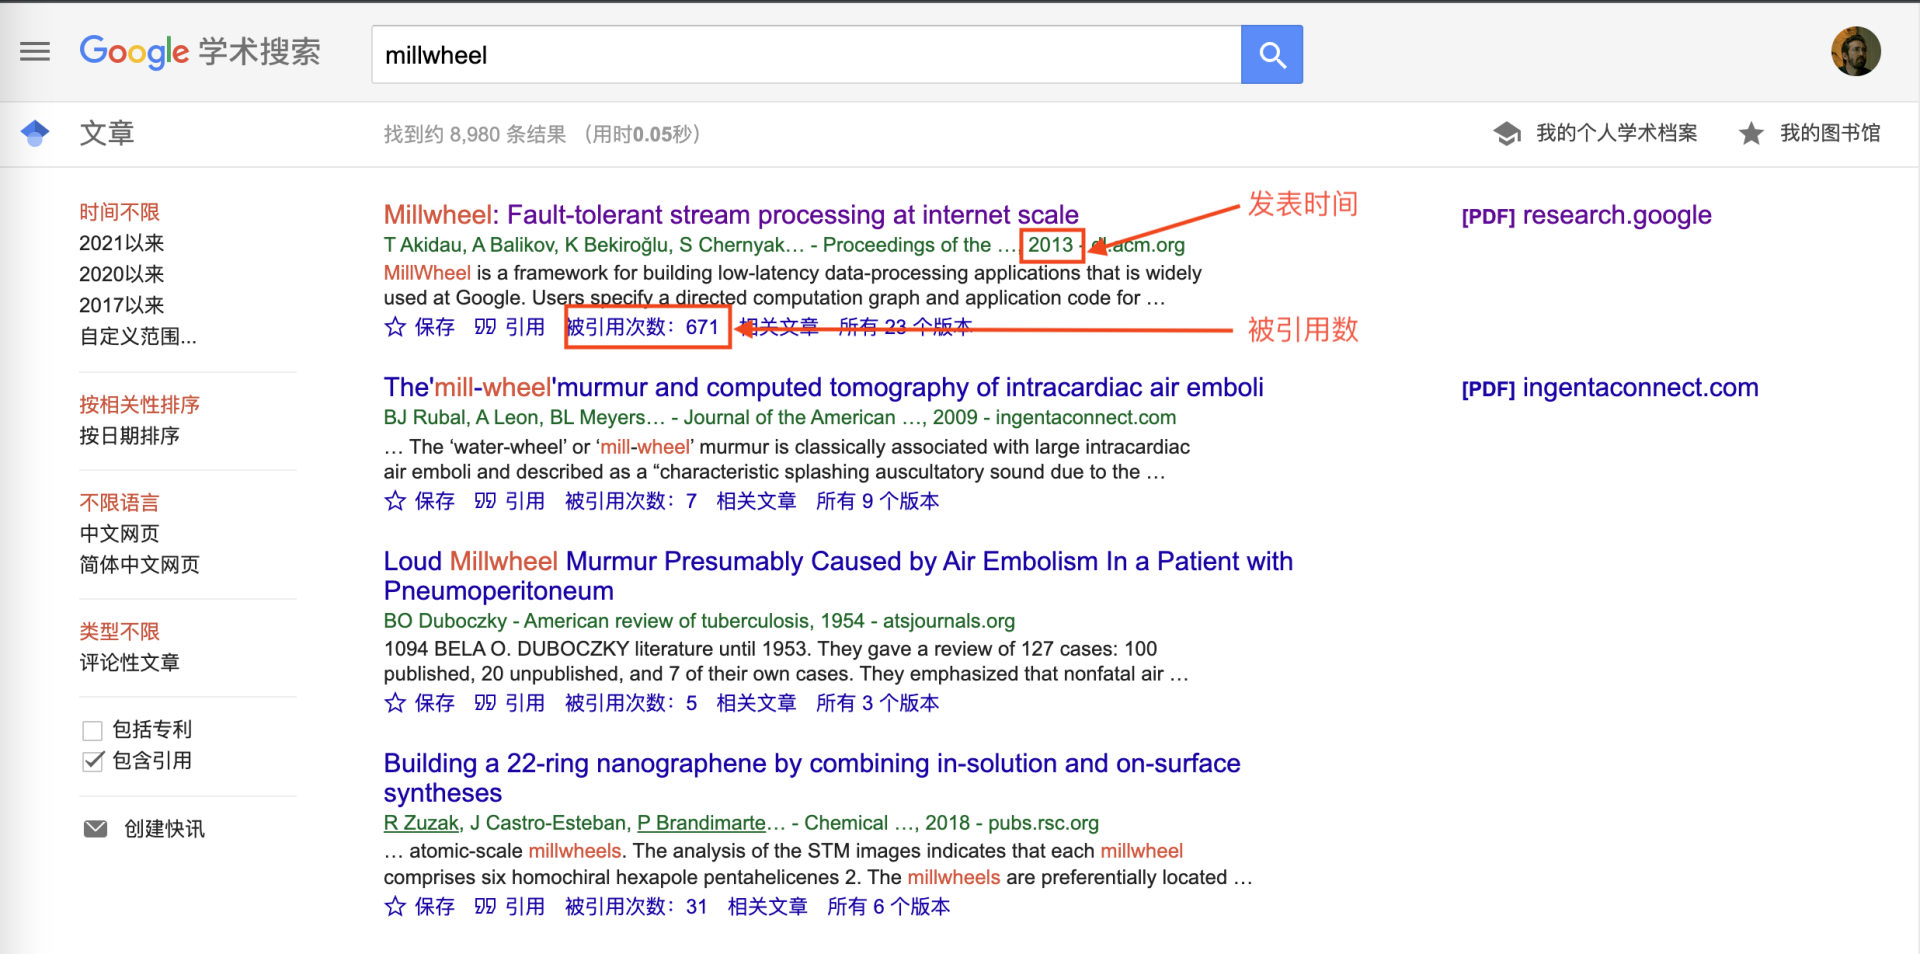 Google 学术搜索
millwheel
文章
找到约 8,980 条结果 （用时0.05秒）
我的个人学术档案
我的图书馆
时间不限
2021以来
2020以来
2017以来
自定义范围...
按相关性排序
按日期排序
不限语言
中文网页
简体中文网页
类型不限
评论性文章
包括专利
包含引用
创建快讯
Millwheel: Fault-tolerant stream processing at internet scale
T Akidau, A Balikov, K Bekiroğlu, S Chernyak… - Proceedings of the …, 2013 - dl.acm.org
MillWheel is a framework for building low-latency data-processing applications that is widely
used at Google. Users specify a directed computation graph and application code for …
保存 引用 被引用次数：671 相关文章 所有 23 个版本
发表时间
被引用数
[PDF] research.google
The'mill-wheel'murmur and computed tomography of intracardiac air emboli
BJ Rubal, A Leon, BL Meyers… - Journal of the American …, 2009 - ingentaconnect.com
… The ‘water-wheel’ or ‘mill-wheel’ murmur is classically associated with large intracardiac
air emboli and described as a “characteristic splashing auscultatory sound due to the …
保存 引用 被引用次数：7 相关文章 所有 9 个版本
[PDF] ingentaconnect.com
Loud Millwheel Murmur Presumably Caused by Air Embolism In a Patient with
Pneumoperitoneum
BO Duboczky - American review of tuberculosis, 1954 - atsjournals.org
1094 BELA O. DUBOCZKY literature until 1953. They gave a review of 127 cases: 100
published, 20 unpublished, and 7 of their own cases. They emphasized that nonfatal air …
保存 引用 被引用次数：5 相关文章 所有 3 个版本
Building a 22-ring nanographene by combining in-solution and on-surface
syntheses
R Zuzak, J Castro-Esteban, P Brandimarte… - Chemical …, 2018 - pubs.rsc.org
… atomic-scale millwheels. The analysis of the STM images indicates that each millwheel
comprises six homochiral hexapole pentahelicenes 2. The millwheels are preferentially located …
保存 引用 被引用次数：31 相关文章 所有 6 个版本